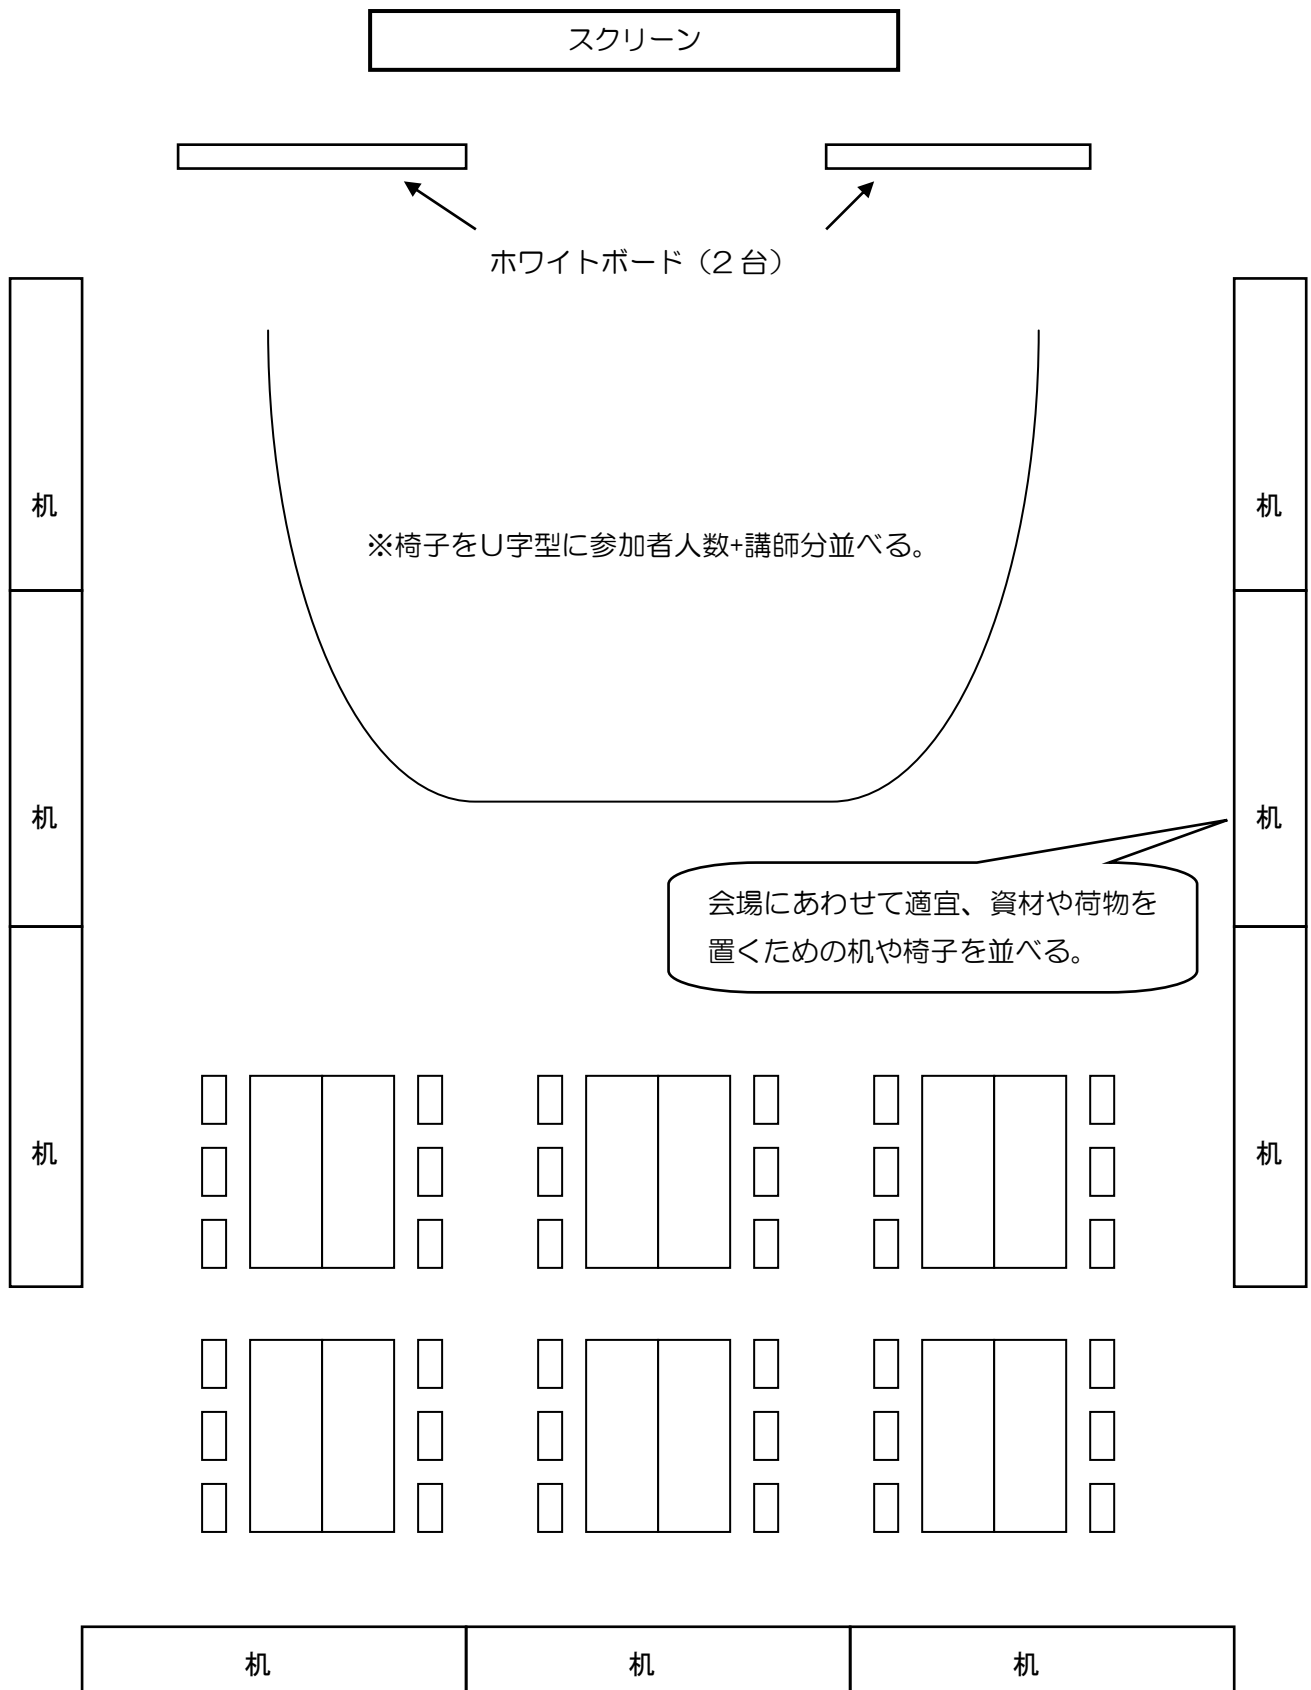 スクリーン
ホワイトボード（2 台）
机
机
※椅子をU字型に参加者人数+講師分並べる。
机
机
会場にあわせて適宜、資材や荷物を
置くための机や椅子を並べる。
机
机
机
机
机